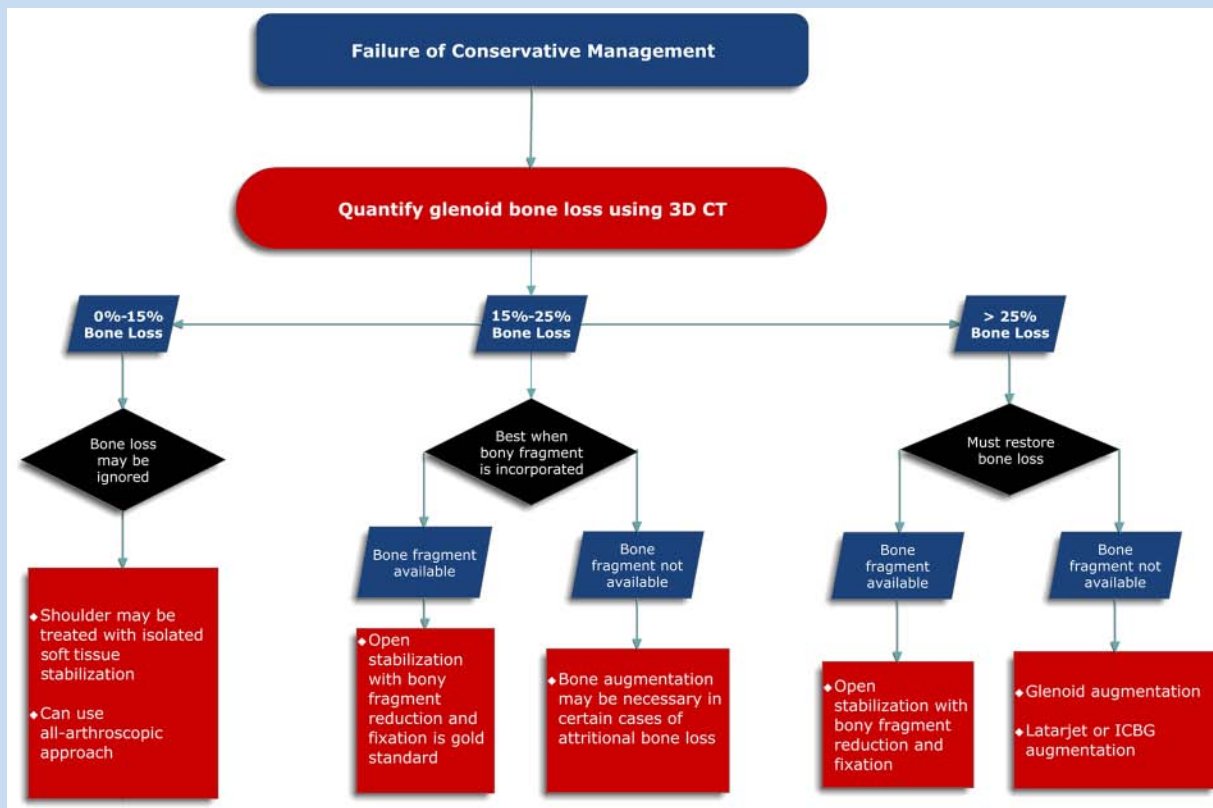 Failure of Conservative Management
Quantify glenoid bone loss using 3D CT
0%-15%
Bone Loss
15%-25%
Bone Loss
> 25%
Bone Loss
Bone loss
may be
ignored
Best when
bony fragment
is incorporated
Must restore
bone loss
Bone fragment
available
Bone
fragment not
available
Bone
fragment
available
Bone
fragment not
available
◆ Shoulder may be
treated with isolated
soft tissue
stabilization
◆ Can use
all-arthroscopic
approach
◆ Open
stabilization
with bony
fragment
reduction and
fixation is gold
standard
◆ Bone augmentation
may be necessary in
certain cases of
attritional bone loss
◆ Open
stabilization with
bony fragment
reduction and
fixation
◆ Glenoid augmentation
◆ Latarjet or ICBG
augmentation